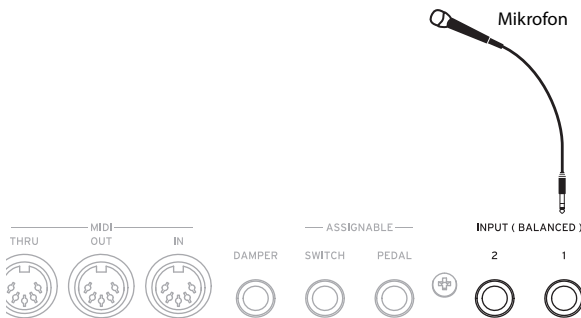 Mikrofon
MIDI
THRU OUT IN
ASSIGNABLE
DAMPER SWITCH PEDAL
INPUT ( BALANCED )
2 1